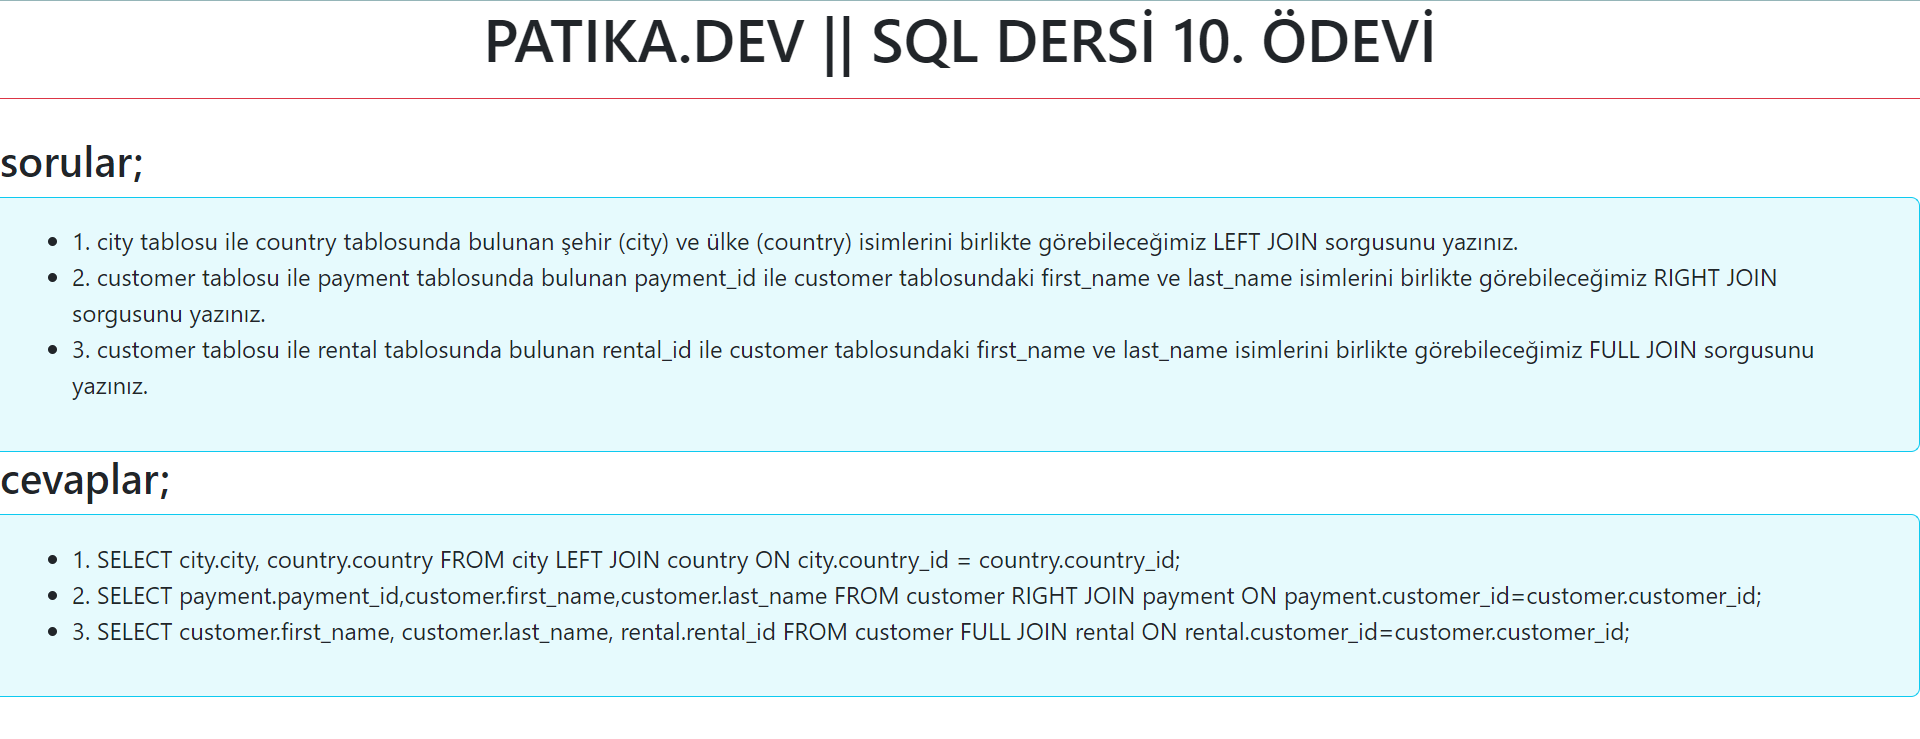 PATIKA.DEV || SQL DERSİ 10. ÖDEVİ
sorular;
• 1. city tablosu ile country tablosunda bulunan şehir (city) ve ülke (country) isimlerini birlikte görebileceğimiz LEFT JOIN sorgusunu yazınız.
• 2. customer tablosu ile payment tablosunda bulunan payment_id ile customer tablosundaki first_name ve last_name isimlerini birlikte görebileceğimiz RIGHT JOIN
sorgusunu yazınız.
• 3. customer tablosu ile rental tablosunda bulunan rental_id ile customer tablosundaki first_name ve last_name isimlerini birlikte görebileceğimiz FULL JOIN sorgusunu
yazınız.
cevaplar;
• 1. SELECT city.city, country.country FROM city LEFT JOIN country ON city.country_id = country.country_id;
• 2. SELECT payment.payment_id,customer.first_name,customer.last_name FROM customer RIGHT JOIN payment ON payment.customer_id=customer.customer_id;
• 3. SELECT customer.first_name, customer.last_name, rental.rental_id FROM customer FULL JOIN rental ON rental.customer_id=customer.customer_id;